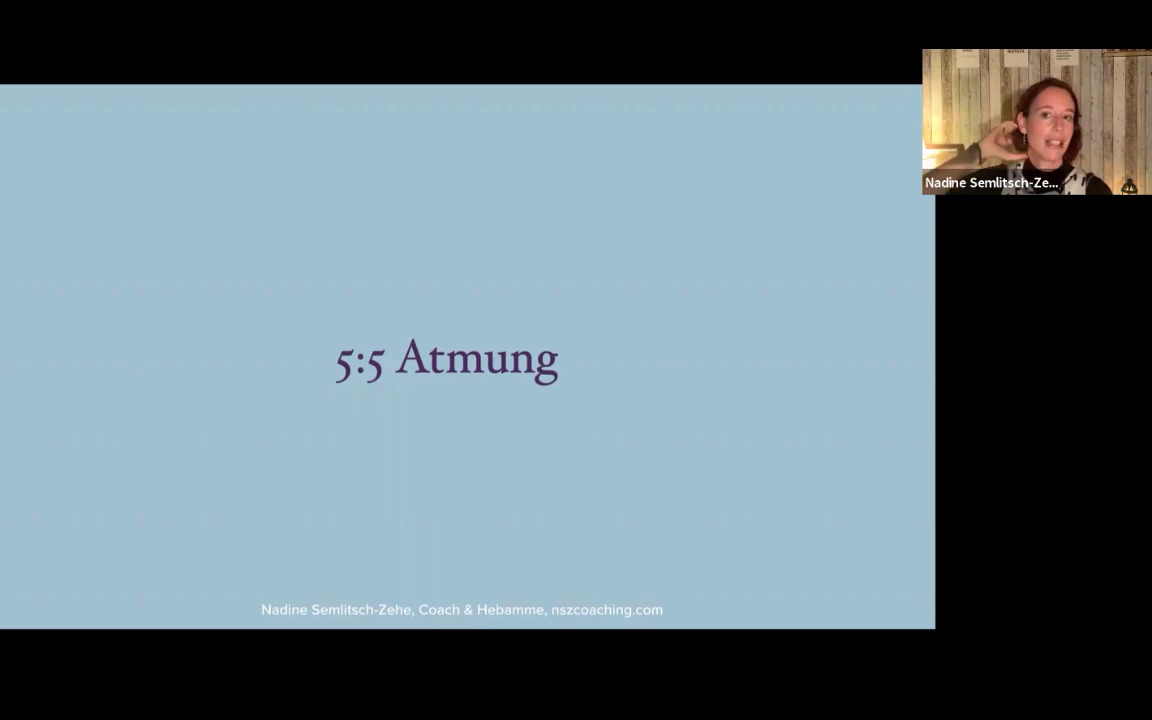 5:5 Atmung
Nadine Semlitsch-Ze...
Nadine Semlitsch-Zehe, Coach & Hebamme, nszcoaching.com